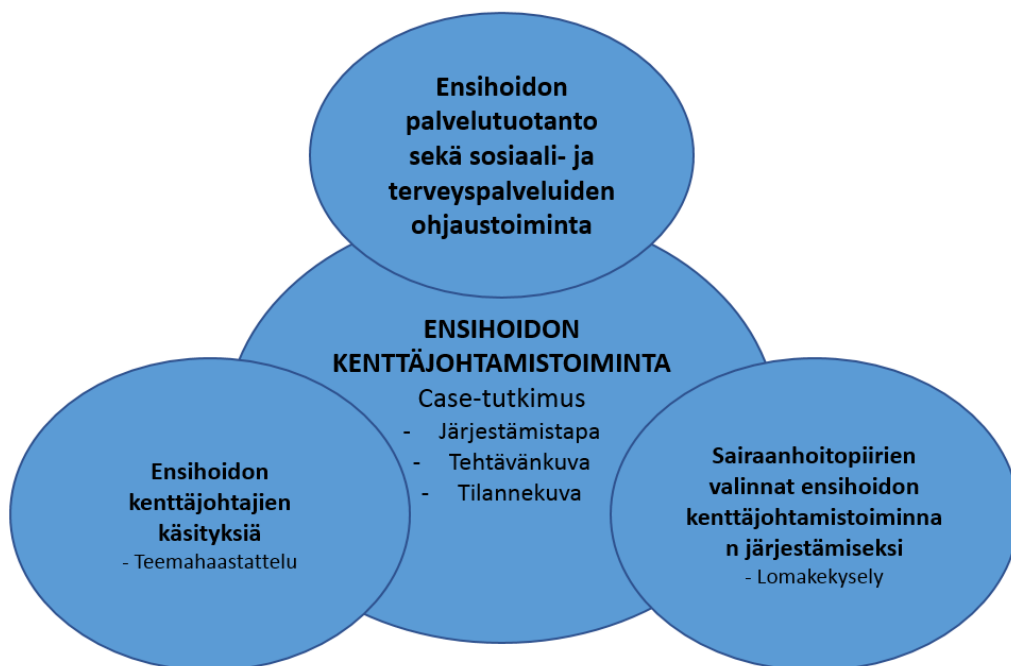 Ensihoidon
palvelutuotanto
sekä sosiaali- ja
terveyspalveluiden
ohjaustoiminta
ENSIHOIDON
KENTTÄJOHTAMISTOIMINTA
Case-tutkimus
- Järjestämistapa
- Tehtävänkuva
- Tilannekuva
Ensihoidon
kenttäjohtajien
käsityksiä
- Teemahaastattelu
Sairaanhoitopiirien
valinnat ensihoidon
kenttäjohtamistoiminna
n järjestämiseksi
- Lomakekysely